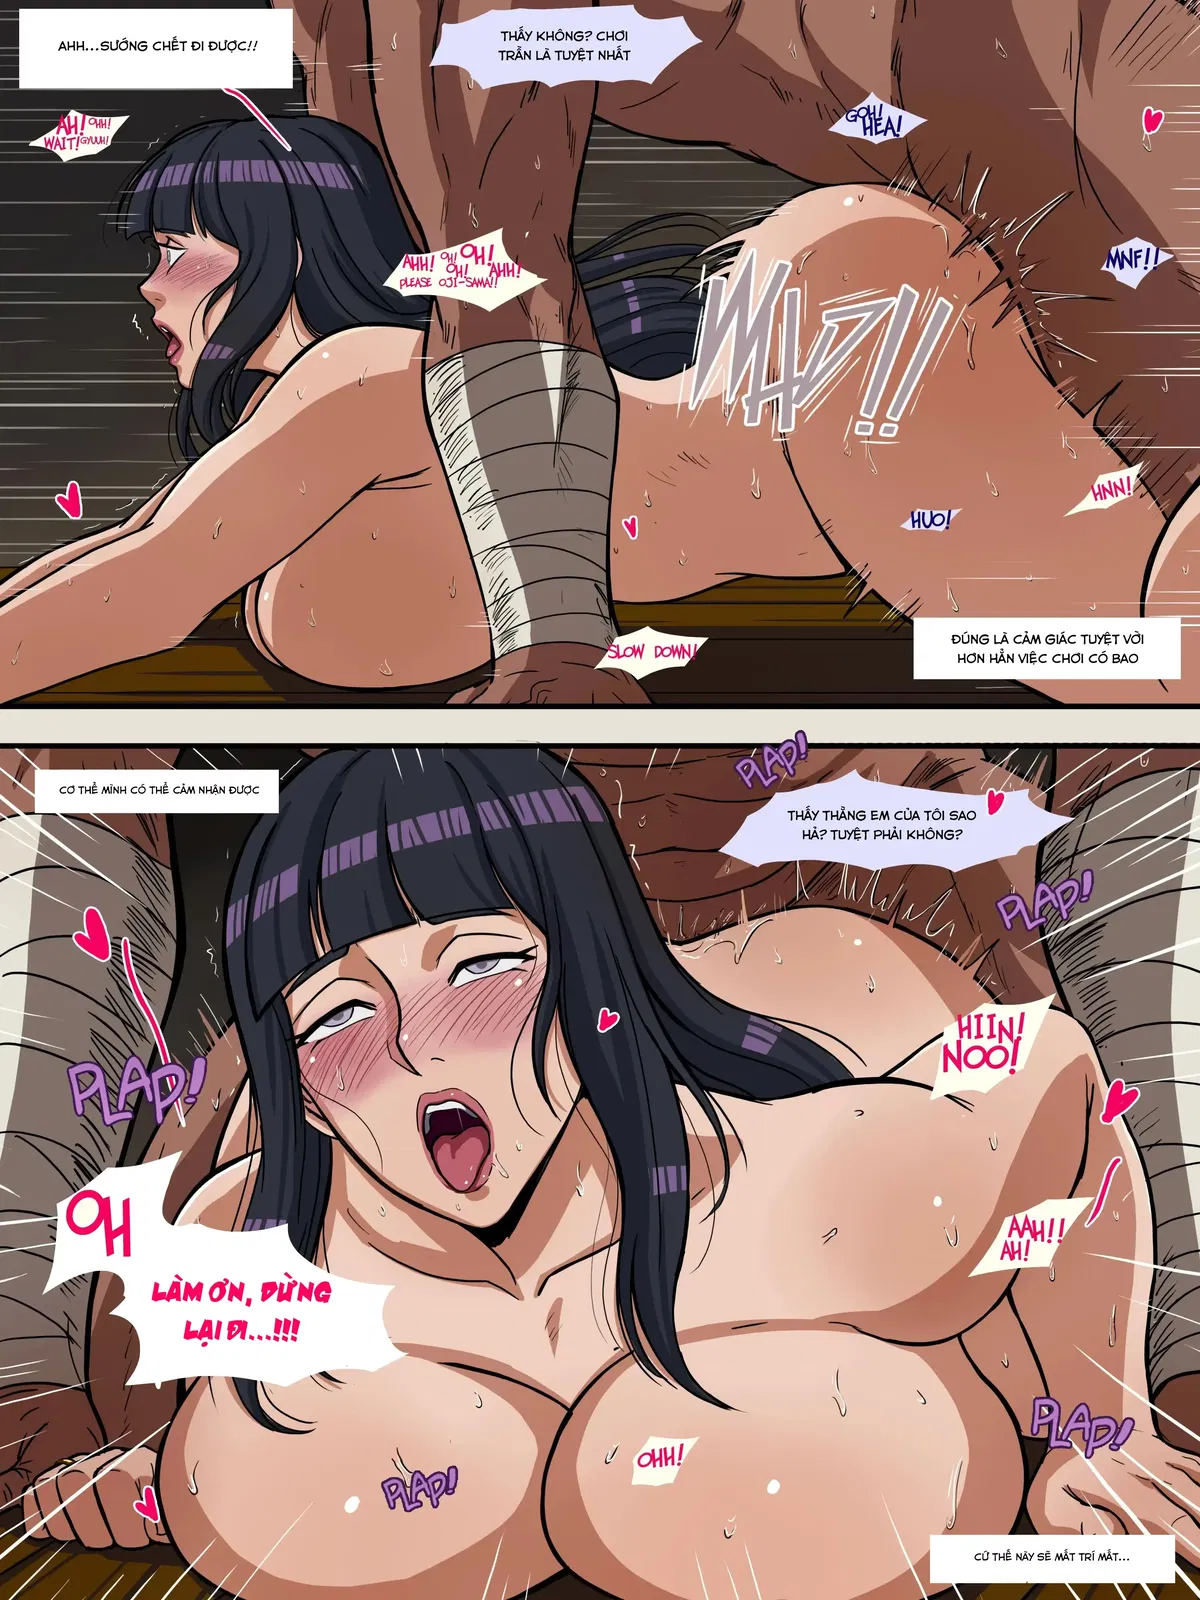 AHH...SƯỚNG CHẾT ĐI ĐƯỢC!!
THẤY KHÔNG? CHƠI
TRẦN LÀ TUYỆT NHẤT
AH! OHH!
WAIT! GYUUH!
GOH!
HEA!
AHH! OH! OH!
OH! AHH!
PLEASE OJI-SAMA!!
MNF!!
WHAP!!
HNN!
HUO!
SLOW DOWN!
ĐÚNG LÀ CẢM GIÁC TUYỆT VỜI
HƠN HẲN VIỆC CHƠI CÓ BAO
PLAP!
CƠ THỂ MÌNH CÓ THỂ CẢM NHẬN ĐƯỢC
THẤY THẰNG EM CỦA TÔI SAO
HẢ? TUYỆT PHẢI KHÔNG?
PLAP!
HIIN!
NOO!
PLAP!
OH
AAH!!
AH!
LÀM ƠN, DỪNG
LẠI ĐI...!!!
PLAP!
OHH!
PLAP!
CỨ THẾ NÀY SẼ MẤT TRÍ MẤT...